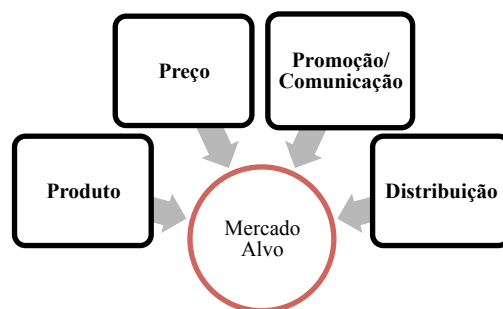 Preço
Promoção/
Comunicação
Produto
Distribuição
Mercado
Alvo